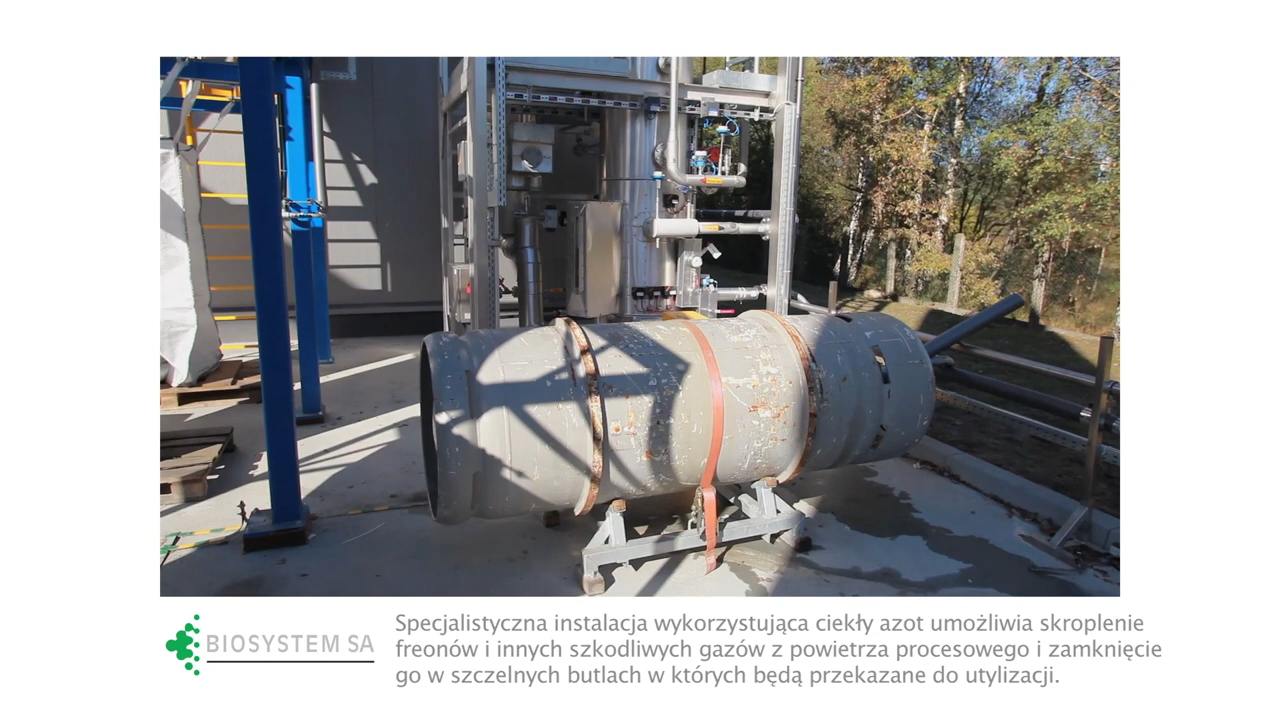 BIOSYSTEM SA
Specjalistyczna instalacja wykorzystująca ciekły azot umożliwia skroplenie
freonów i innych szkodliwych gazów z powietrza procesowego i zamknięcie
go w szczelnych butlach w których będą przekazane do utylizacji.